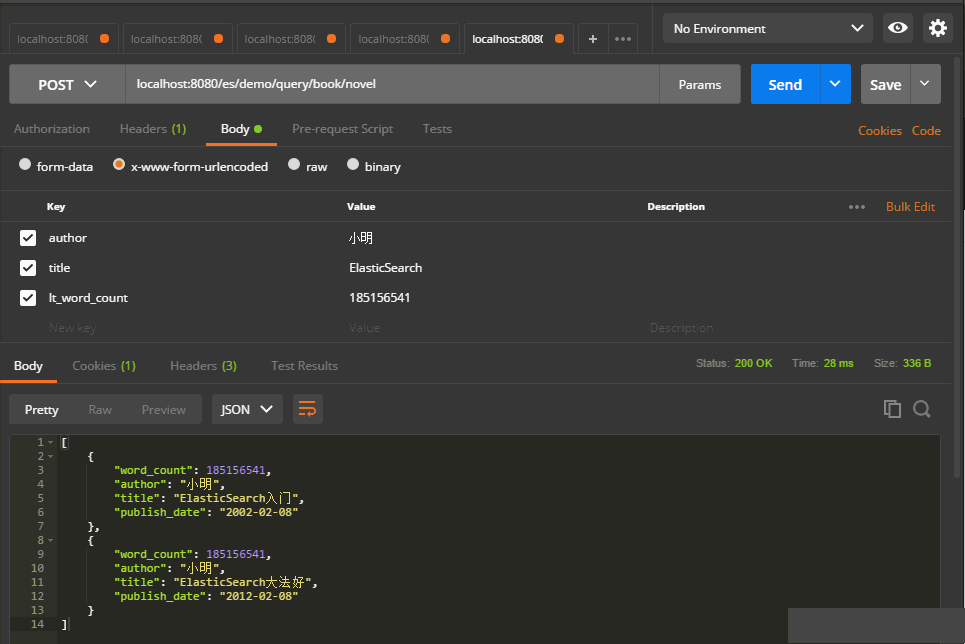 localhost:808( localhost:808( localhost:808( localhost:808( localhost:808( + No Environment
POST localhost:8080/es/demo/query/book/novel Params Send Save
Authorization Headers (1) Body Pre-request Script Tests Cookies Code
form-data x-www-form-urlencoded raw binary
Key Value Description Bulk Edit
author 小明
title ElasticSearch
lt_word_count 185156541
New key Value Description
Body Cookies (1) Headers (3) Test Results Status: 200 OK Time: 28 ms Size: 336 B
Pretty Raw Preview JSON
1 [
2 {
3 "word_count": 185156541,
4 "author": "小明",
5 "title": "ElasticSearch入门",
6 "publish_date": "2002-02-08"
7 },
8 {
9 "word_count": 185156541,
10 "author": "小明",
11 "title": "ElasticSearch大法好",
12 "publish_date": "2012-02-08"
13 }
14 ]